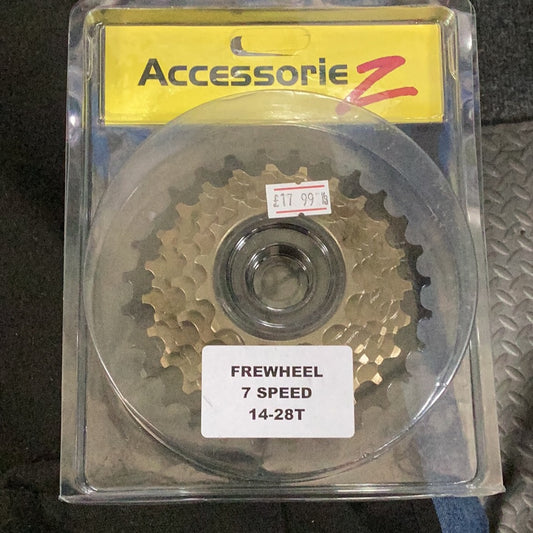 AccessorieZ
£17.99
FREWHEEL
7 SPEED
14-28T